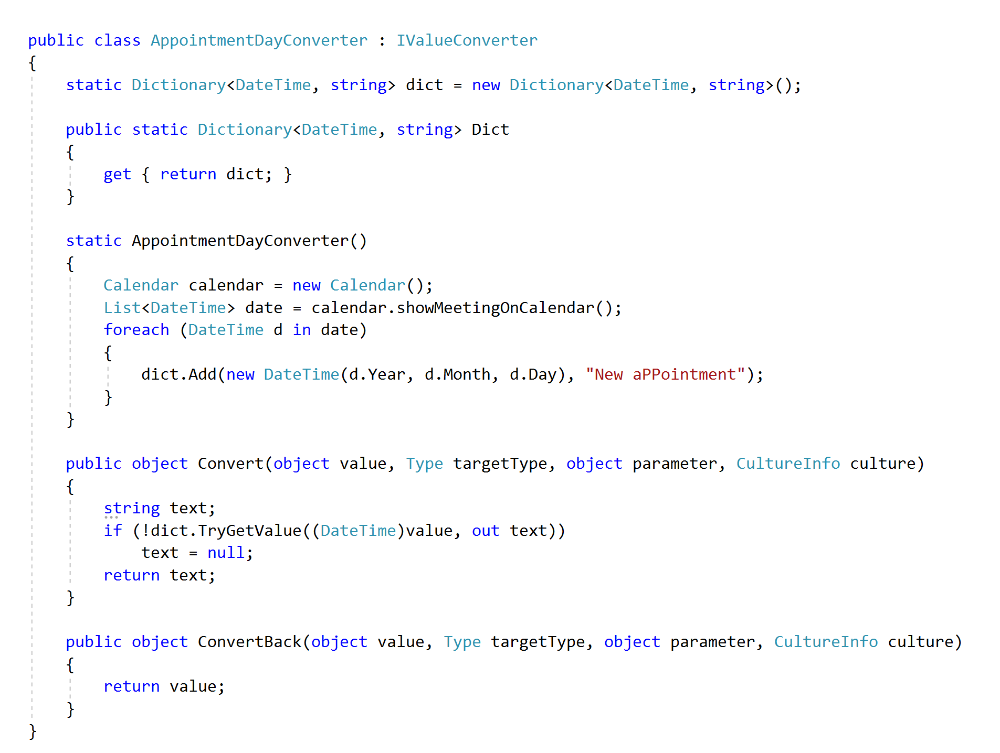 public class AppointmentDayConverter : IValueConverter
{
    static Dictionary<DateTime, string> dict = new Dictionary<DateTime, string>();

    public static Dictionary<DateTime, string> Dict
    {
        get { return dict; }
    }

    static AppointmentDayConverter()
    {
        Calendar calendar = new Calendar();
        List<DateTime> date = calendar.showMeetingOnCalendar();
        foreach (DateTime d in date)
        {
            dict.Add(new DateTime(d.Year, d.Month, d.Day), "New aPPointment");
        }
    }

    public object Convert(object value, Type targetType, object parameter, CultureInfo culture)
    {
        string text;
        if (!dict.TryGetValue((DateTime)value, out text))
            text = null;
        return text;
    }

    public object ConvertBack(object value, Type targetType, object parameter, CultureInfo culture)
    {
        return value;
    }
}